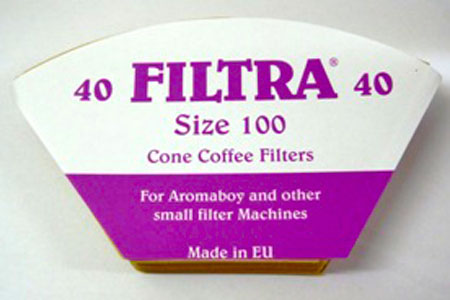 40 FILTRA® 40
Size 100
Cone Coffee Filters
For Aromaboy and other
small filter Machines
Made in EU